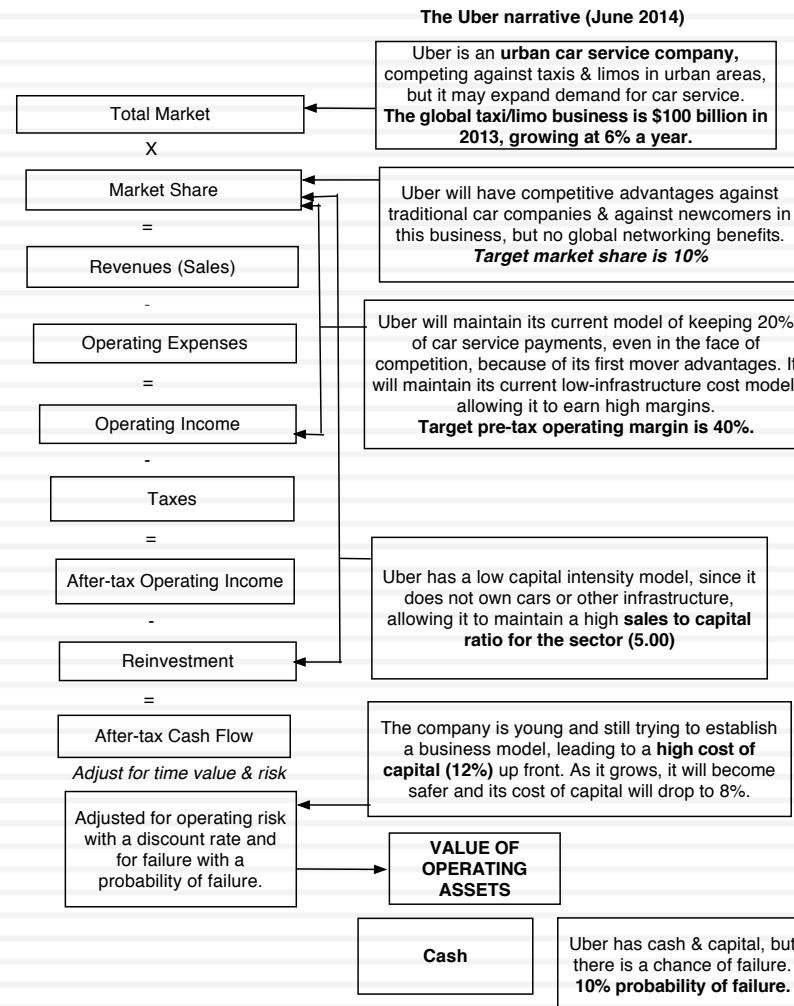 The Uber narrative (June 2014)
Uber is an urban car service company,
competing against taxis & limos in urban areas,
but it may expand demand for car service.
The global taxi/limo business is $100 billion in
2013, growing at 6% a year.
Total Market
X
Market Share
Uber will have competitive advantages against
traditional car companies & against newcomers in
this business, but no global networking benefits.
Target market share is 10%
=
Revenues (Sales)
-
Operating Expenses
Uber will maintain its current model of keeping 20%
of car service payments, even in the face of
competition, because of its first mover advantages. It
will maintain its current low-infrastructure cost model
allowing it to earn high margins.
Target pre-tax operating margin is 40%.
=
Operating Income
-
Taxes
=
After-tax Operating Income
Uber has a low capital intensity model, since it
does not own cars or other infrastructure,
allowing it to maintain a high sales to capital
ratio for the sector (5.00)
-
Reinvestment
=
After-tax Cash Flow
The company is young and still trying to establish
a business model, leading to a high cost of
capital (12%) up front. As it grows, it will become
safer and its cost of capital will drop to 8%.
Adjust for time value & risk
Adjusted for operating risk
with a discount rate and
for failure with a
probability of failure.
VALUE OF
OPERATING
ASSETS
Cash
Uber has cash & capital, but
there is a chance of failure.
10% probability of failure.